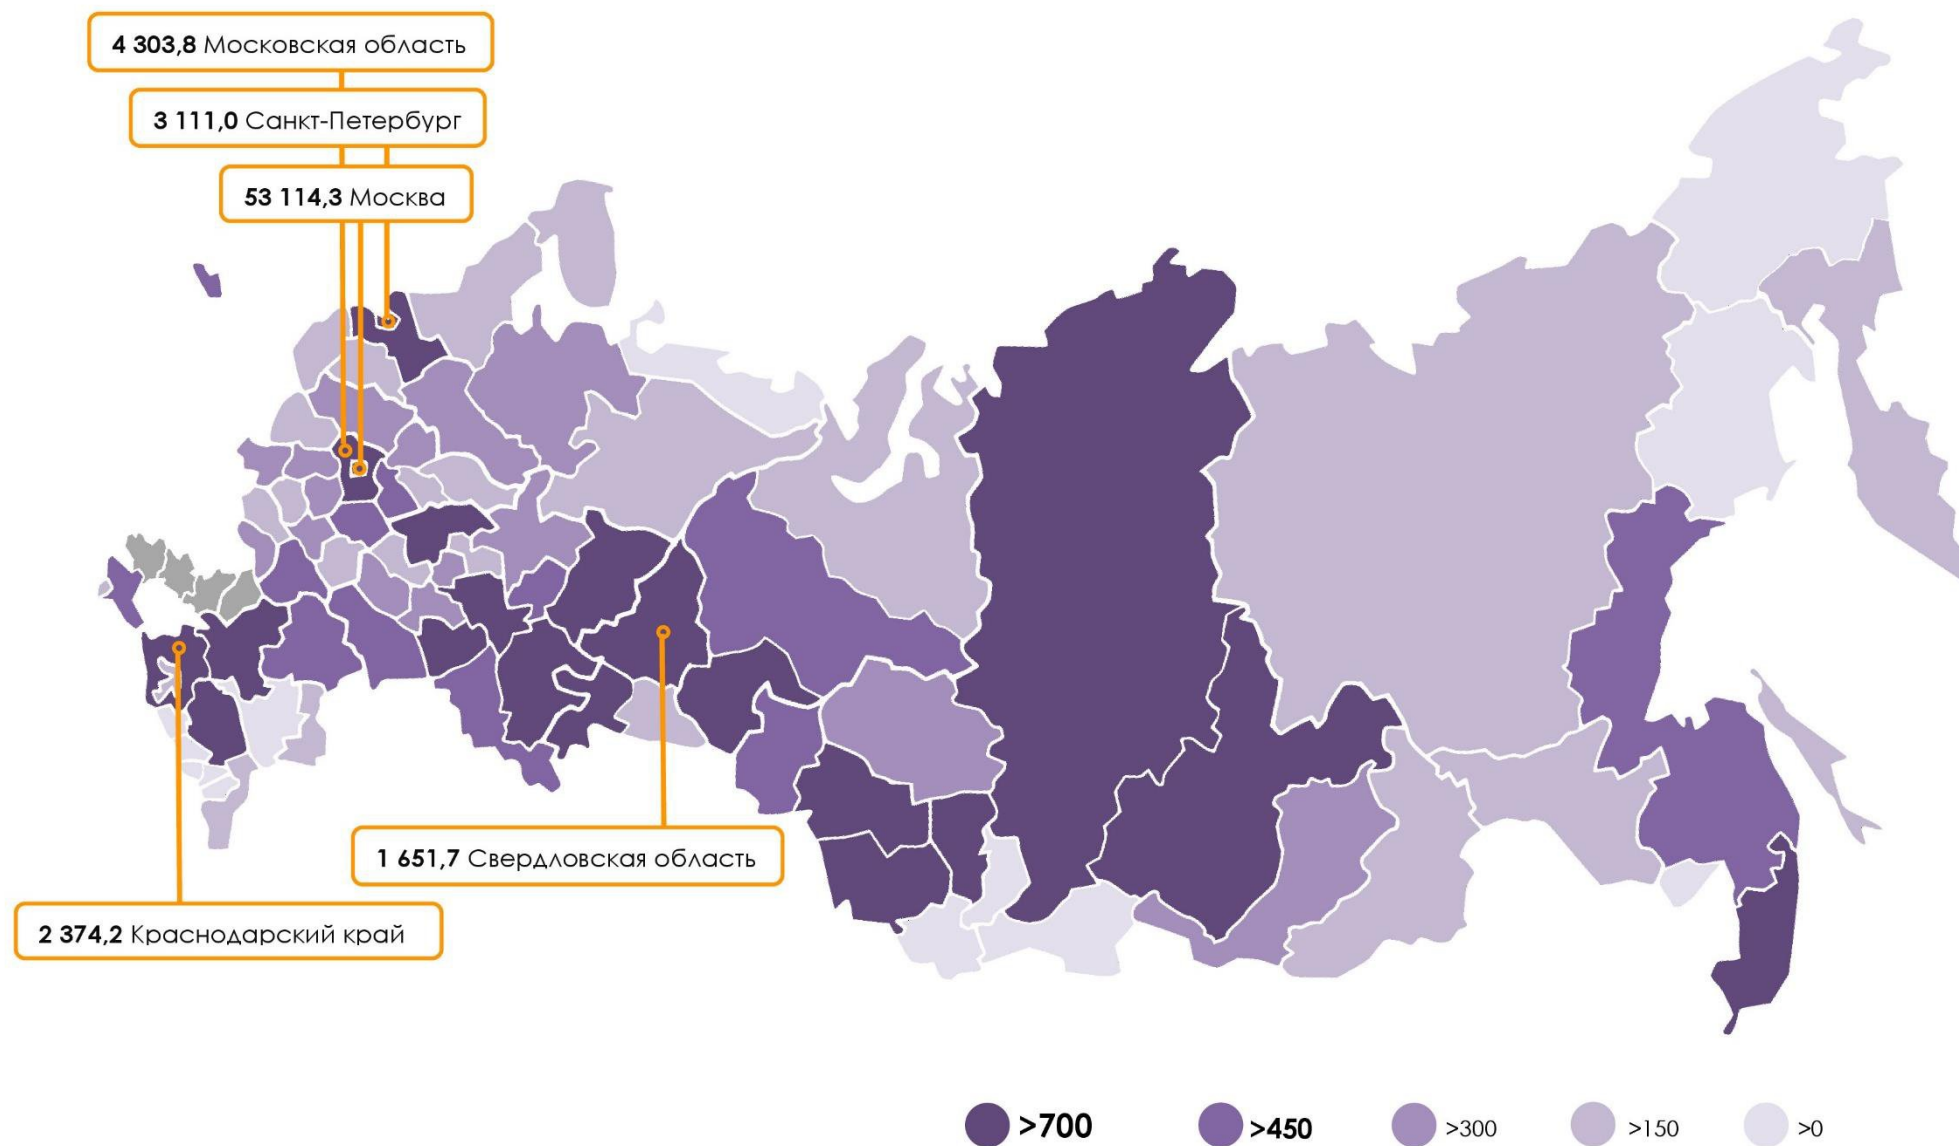 4 303,8 Московская область
3 111,0 Санкт-Петербург
53 114,3 Москва
1 651,7 Свердловская область
2 374,2 Краснодарский край
>700 >450 >300 >150 >0